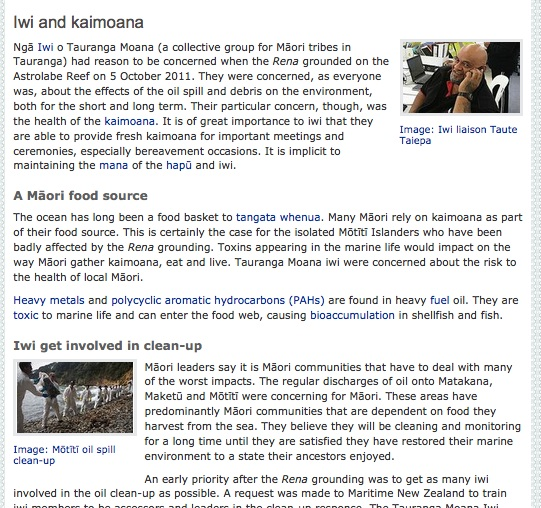 Iwi and kaimoana
Ngā Iwi o Tauranga Moana (a collective group for Māori tribes in
Tauranga) had reason to be concerned when the Rena grounded on the
Astrolabe Reef on 5 October 2011. They were concerned, as everyone
was, about the effects of the oil spill and debris on the environment,
both for the short and long term. Their particular concern, though, was
the health of the kaimoana. It is of great importance to iwi that they
are able to provide fresh kaimoana for important meetings and
ceremonies, especially bereavement occasions. It is implicit to
maintaining the mana of the hapū and iwi.
Image: Iwi liaison Taute
Taiepa
A Māori food source
The ocean has long been a food basket to tangata whenua. Many Māori rely on kaimoana as part
of their food source. This is certainly the case for the isolated Mōtītī Islanders who have been
badly affected by the Rena grounding. Toxins appearing in the marine life would impact on the
way Māori gather kaimoana, eat and live. Tauranga Moana iwi were concerned about the risk to
the health of local Māori.
Heavy metals and polycyclic aromatic hydrocarbons (PAHs) are found in heavy fuel oil. They are
toxic to marine life and can enter the food web, causing bioaccumulation in shellfish and fish.
Iwi get involved in clean-up
Māori leaders say it is Māori communities that have to deal with many
of the worst impacts. The regular discharges of oil onto Matakana,
Maketū and Mōtītī were concerning for Māori. These areas have
predominantly Māori communities that are dependent on food they
harvest from the sea. They believe they will be cleaning and monitoring
for a long time until they are satisfied they have restored their marine
environment to a state their ancestors enjoyed.
Image: Mōtītī oil spill
clean-up
An early priority after the Rena grounding was to get as many iwi
involved in the oil clean-up as possible. A request was made to Maritime New Zealand to train
iwi members to be assessors and leaders in the clean-up response. The Tauranga Moana Iwi